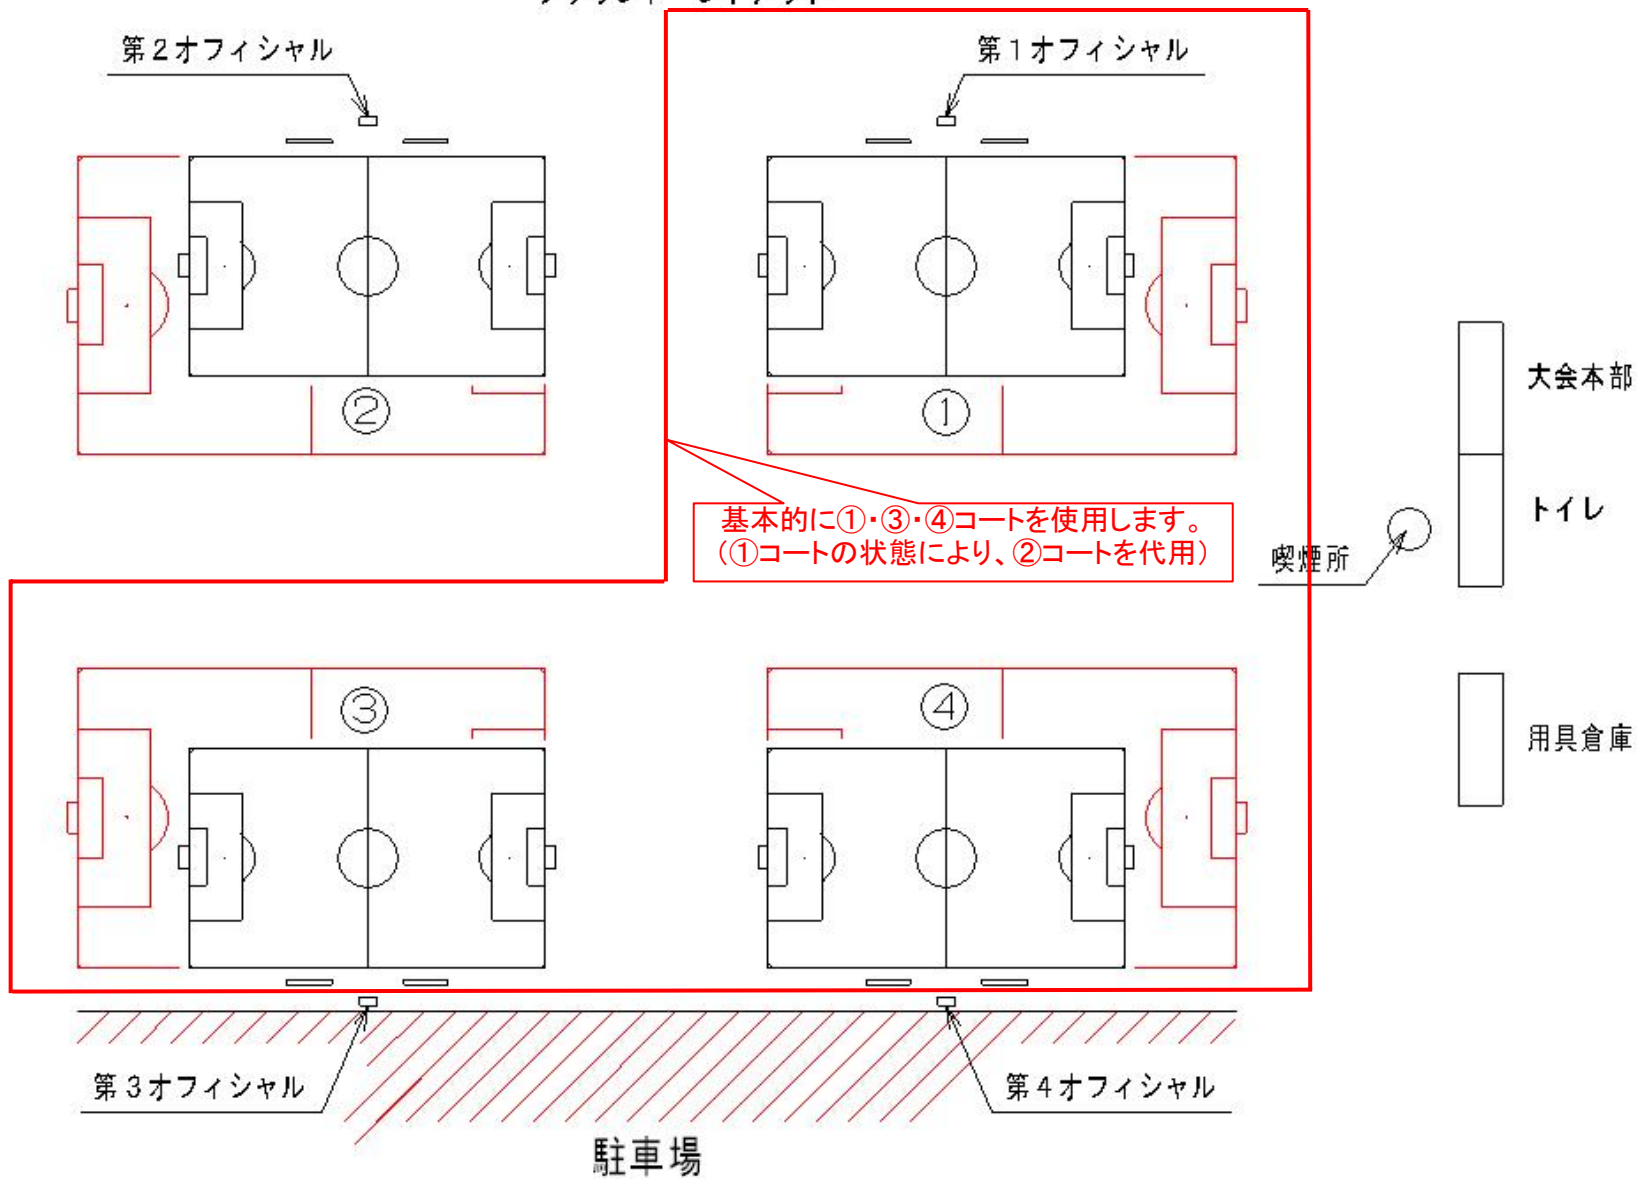 第2オフィシャル
第1オフィシャル
②
①
大会本部
基本的に①・③・④コートを使用します。
(①コートの状態により、②コートを代用)
トイレ
喫煙所
③
④
用具倉庫
第3オフィシャル
第4オフィシャル
駐車場